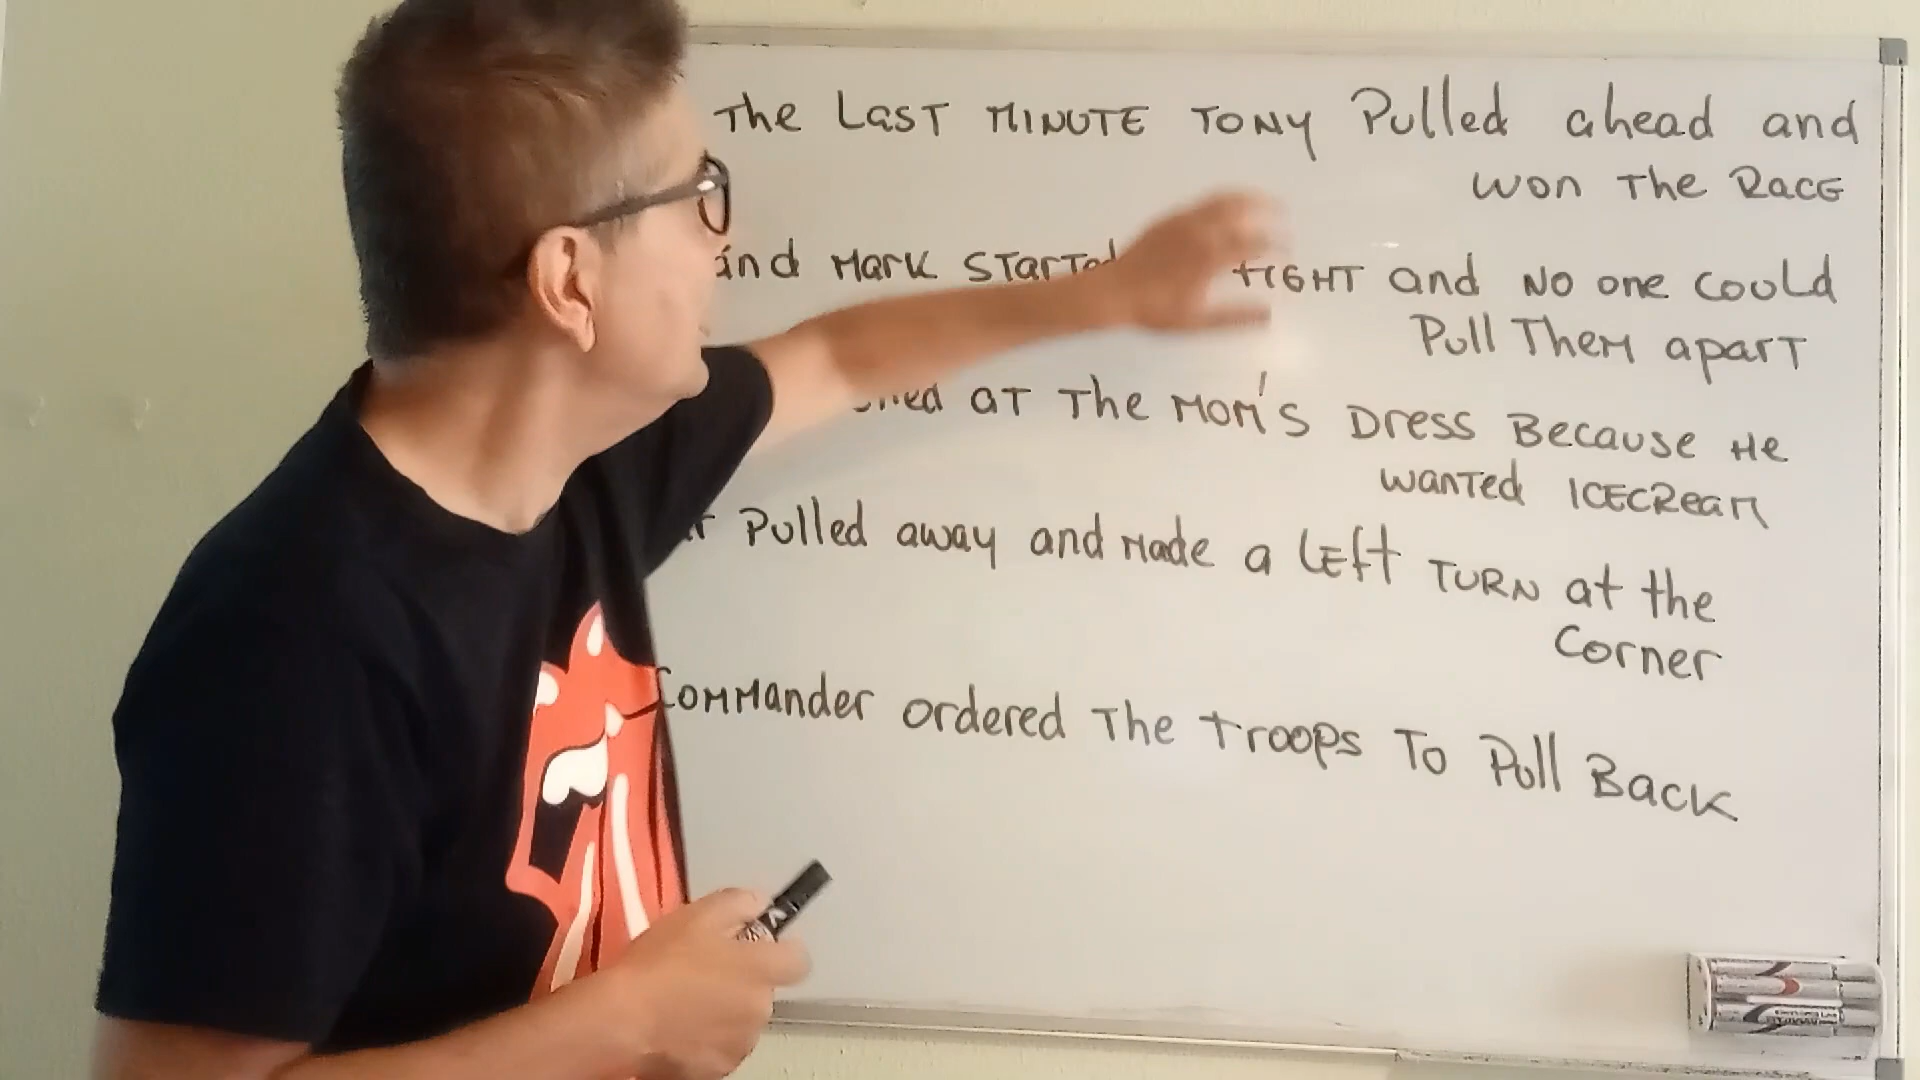 The Last MINUTE TONY Pulled ahead and
won The Race
and Mark Started FIGHT and NO one could
Pull Them apart
at The Mom's Dress Because He
wanted ICECReam
Pulled away and Made a Left TURN at the
Corner
Commander ordered The troops To Pull Back